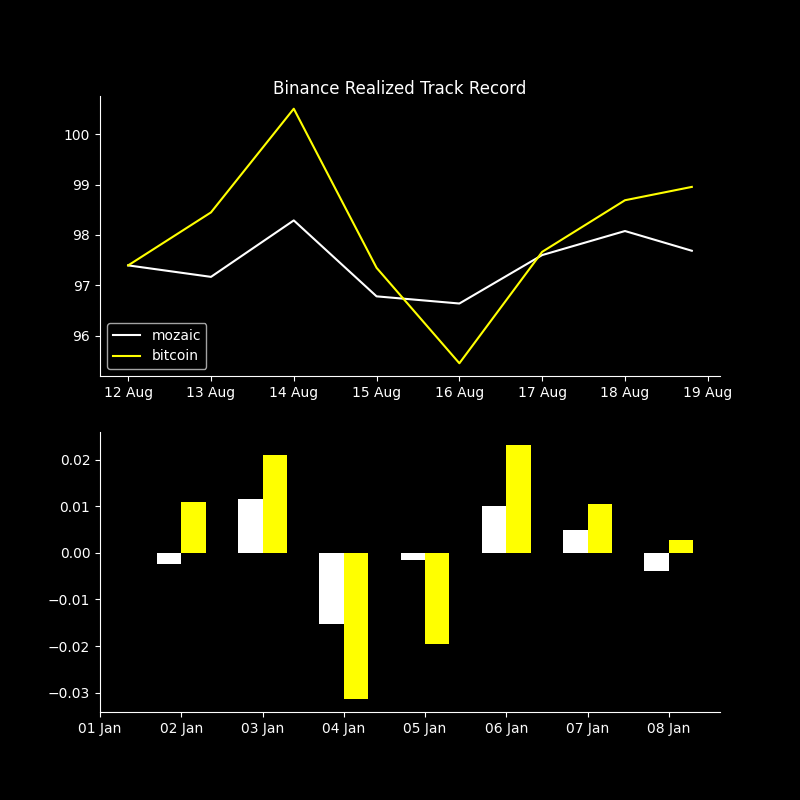 Binance Realized Track Record
100
99
98
97
96
mozaic
bitcoin
12 Aug 13 Aug 14 Aug 15 Aug 16 Aug 17 Aug 18 Aug 19 Aug
0.02
0.01
0.00
−0.01
−0.02
−0.03
01 Jan 02 Jan 03 Jan 04 Jan 05 Jan 06 Jan 07 Jan 08 Jan